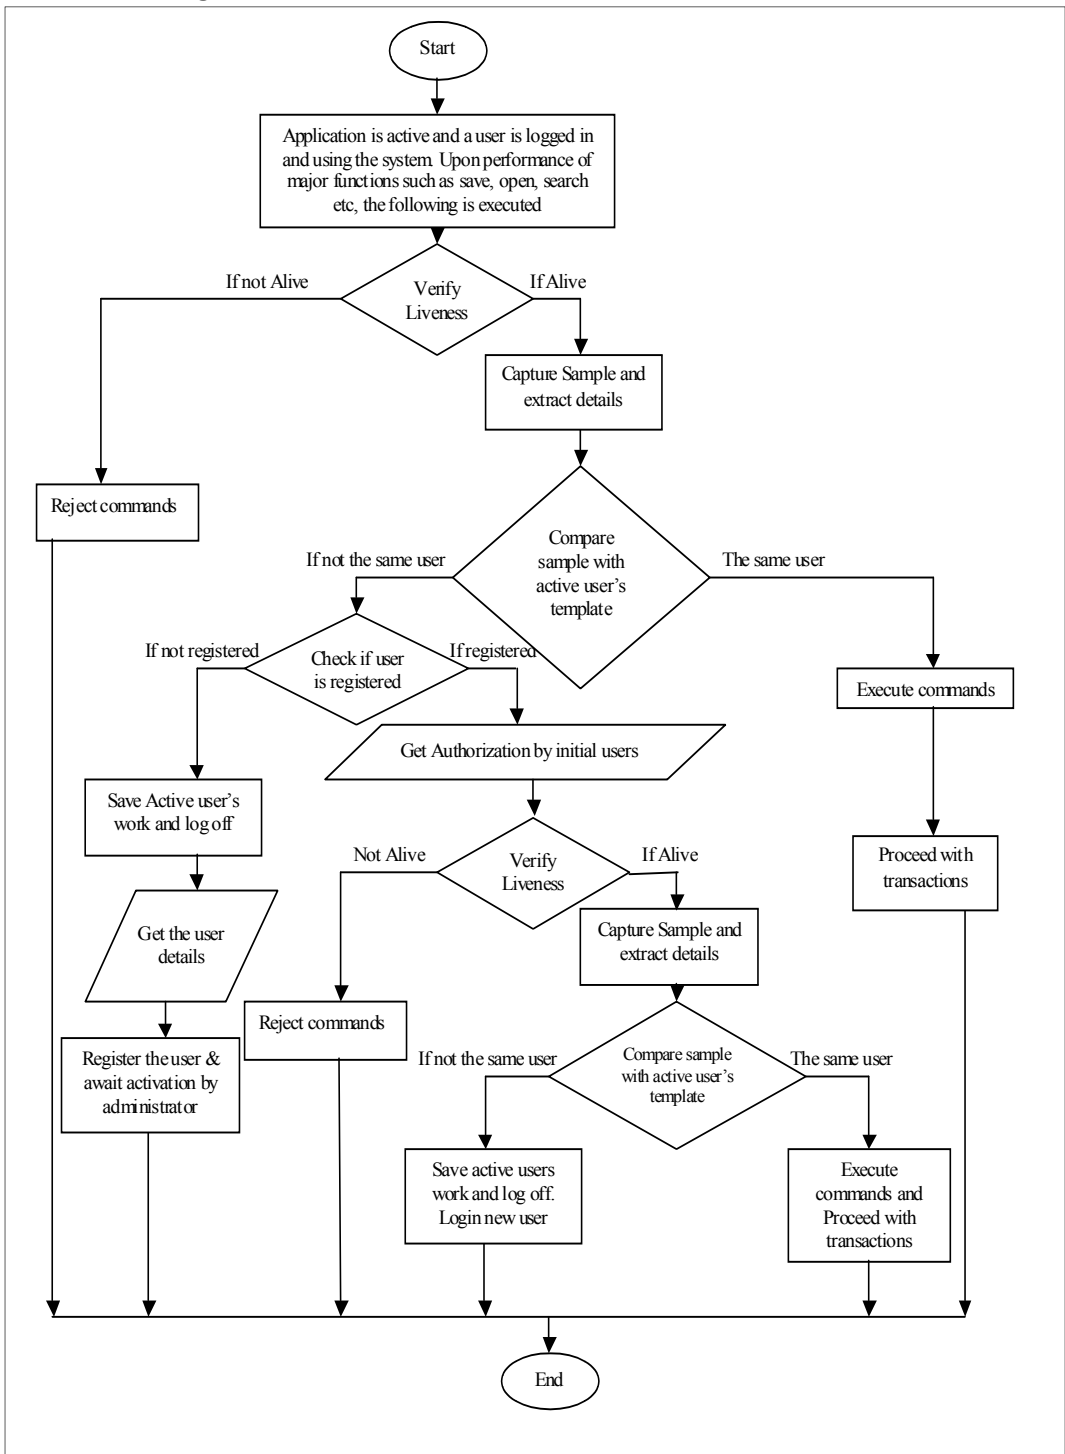 Start
Application is active and a user is logged in
and using the system. Upon performance of
major functions such as save, open, search
etc, the following is executed
If not Alive
Verify
Liveness
If Alive
Capture Sample and
extract details
Reject commands
If not the same user
Compare
sample with
active user's
template
The same user
If not registered
Check if user
is registered
If registered
Execute commands
Get Authorization by initial users
Save Active user's
work and log off
Not Alive
Verify
Liveness
If Alive
Proceed with
transactions
Get the user
details
Capture Sample and
extract details
Reject commands
Register the user &
await activation by
administrator
If not the same user
Compare sample
with active user's
template
The same user
Save active users
work and log off.
Login new user
Execute
commands and
Proceed with
transactions
End